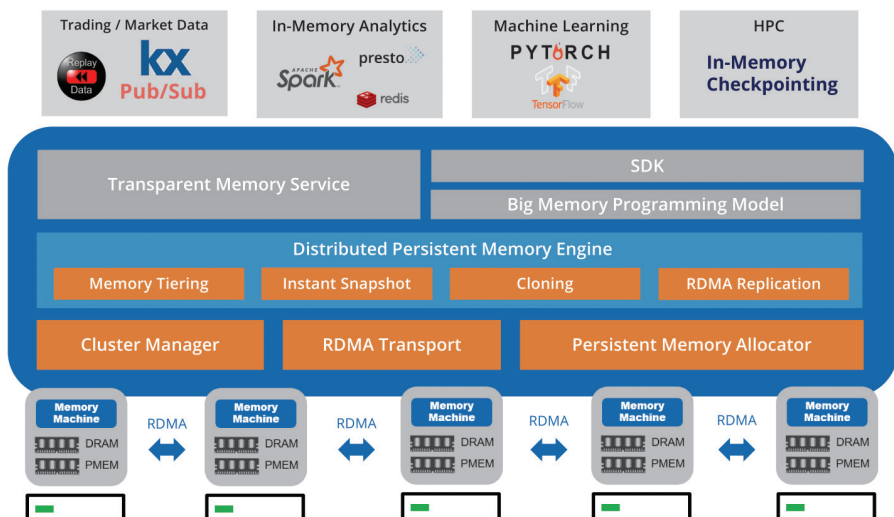 Trading / Market Data
Replay
Data
kx
Pub/Sub
In-Memory Analytics
APACHE
Spark
presto
redis
Machine Learning
PYTORCH
TensorFlow
HPC
In-Memory
Checkpointing
Transparent Memory Service
SDK
Big Memory Programming Model
Distributed Persistent Memory Engine
Memory Tiering
Instant Snapshot
Cloning
RDMA Replication
Cluster Manager
RDMA Transport
Persistent Memory Allocator
Memory
Machine
DRAM
PMEM
RDMA
Memory
Machine
DRAM
PMEM
RDMA
Memory
Machine
DRAM
PMEM
RDMA
Memory
Machine
DRAM
PMEM
RDMA
Memory
Machine
DRAM
PMEM